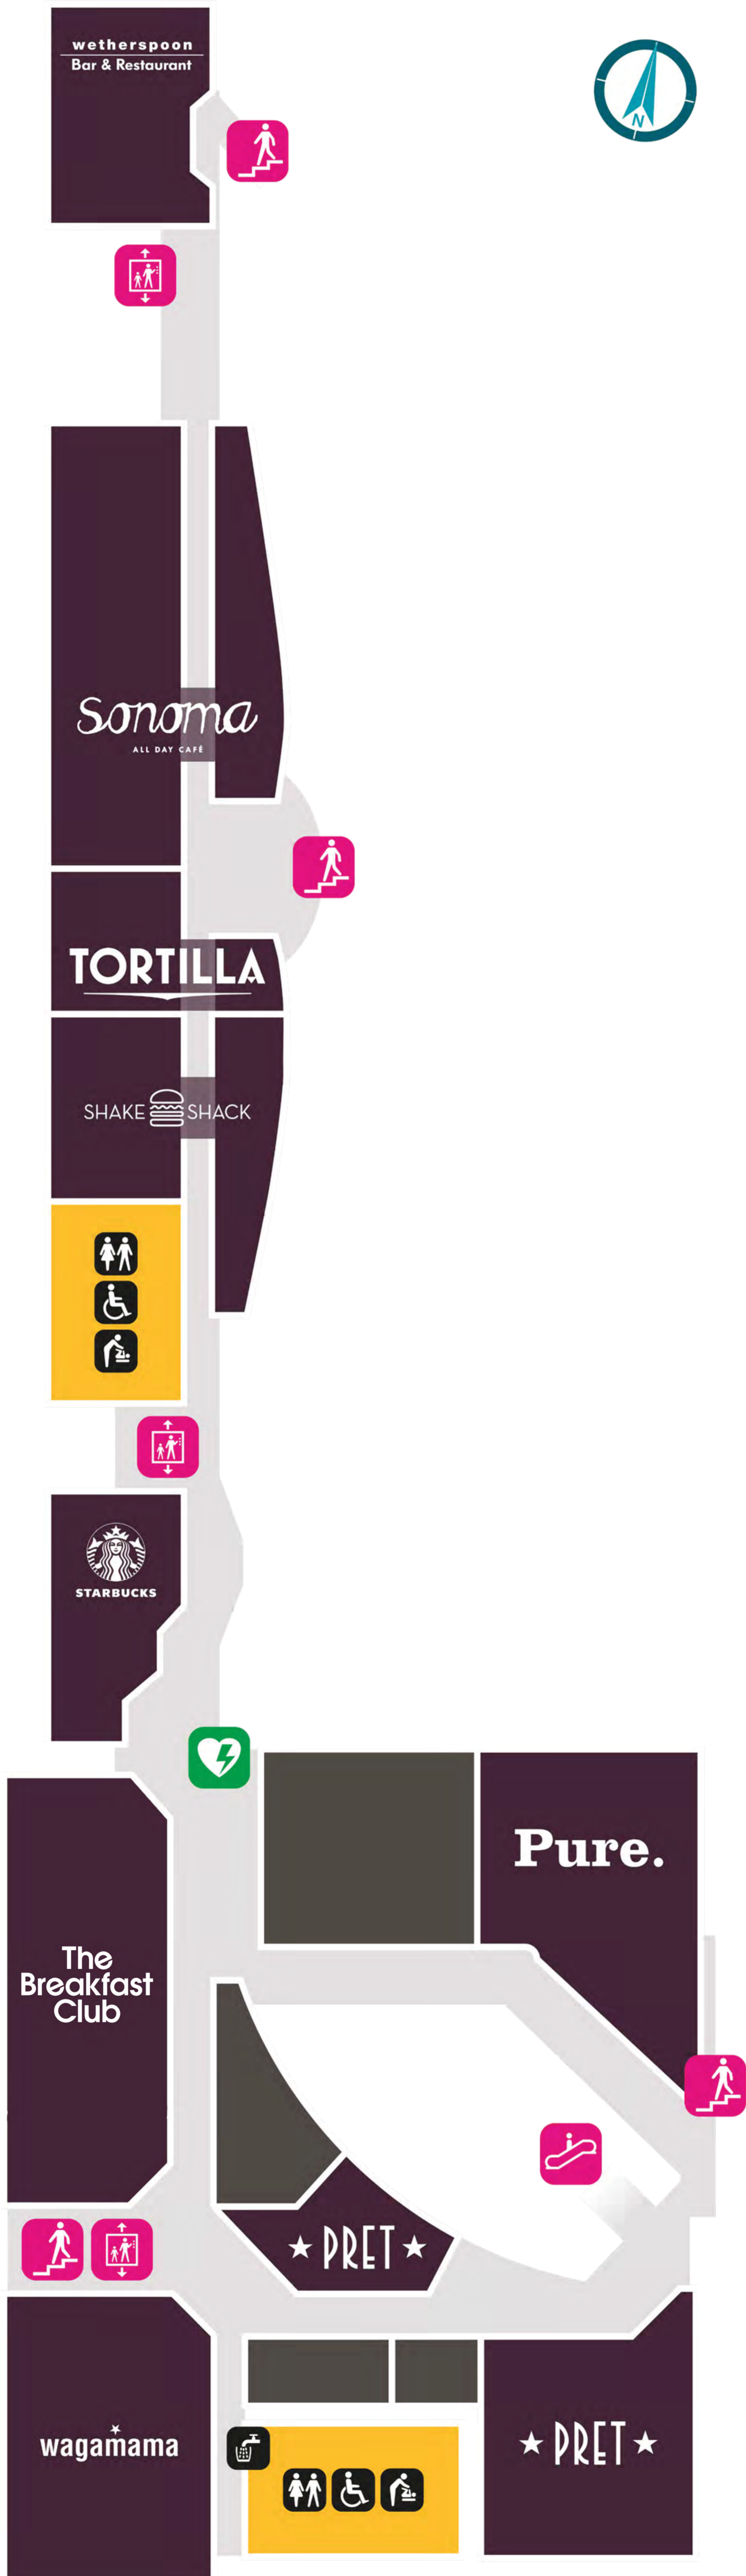 wetherspoon
Bar & Restaurant
N
Sonoma
ALL DAY CAFÉ
TORTILLA
SHAKE SHACK
STARBUCKS
Pure.
The
Breakfast
Club
PRET
wagamama
PRET